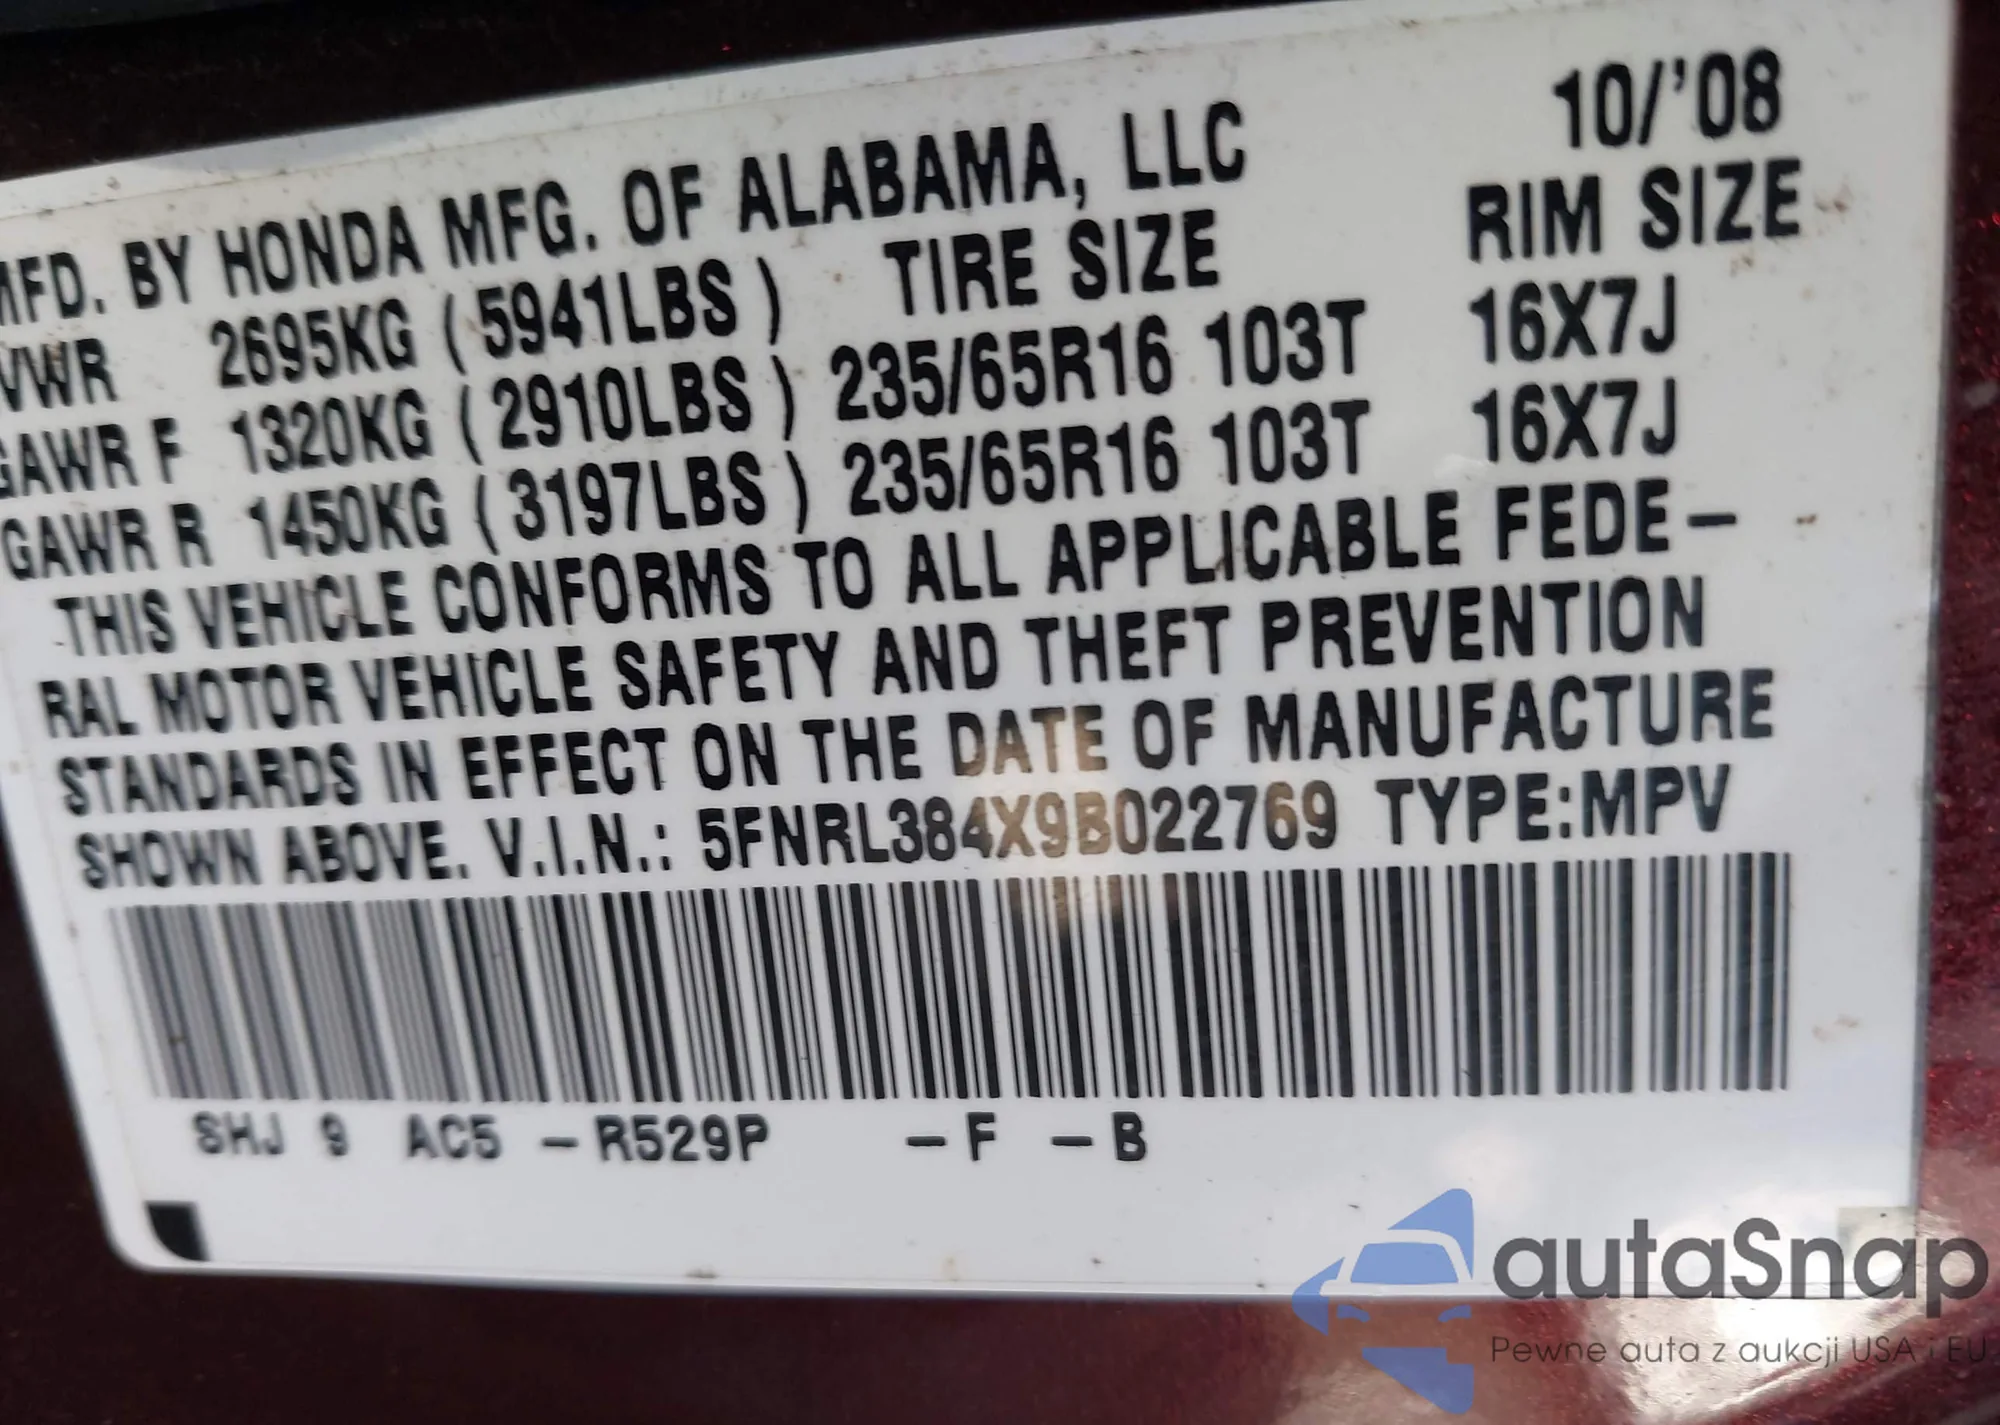 MFD. BY HONDA MFG. OF ALABAMA, LLC 10/'08
VWR 2695KG ( 5941LBS ) TIRE SIZE RIM SIZE
GAWR F 1320KG ( 2910LBS ) 235/65R16 103T 16X7J
GAWR R 1450KG ( 3197LBS ) 235/65R16 103T 16X7J
THIS VEHICLE CONFORMS TO ALL APPLICABLE FEDE–
RAL MOTOR VEHICLE SAFETY AND THEFT PREVENTION
STANDARDS IN EFFECT ON THE DATE OF MANUFACTURE
SHOWN ABOVE. V.I.N.: 5FNRL384X9B022769 TYPE:MPV
SHJ 9 AC5 –R529P –F –B
autaSnap
Pewne auta z aukcji USA i EU